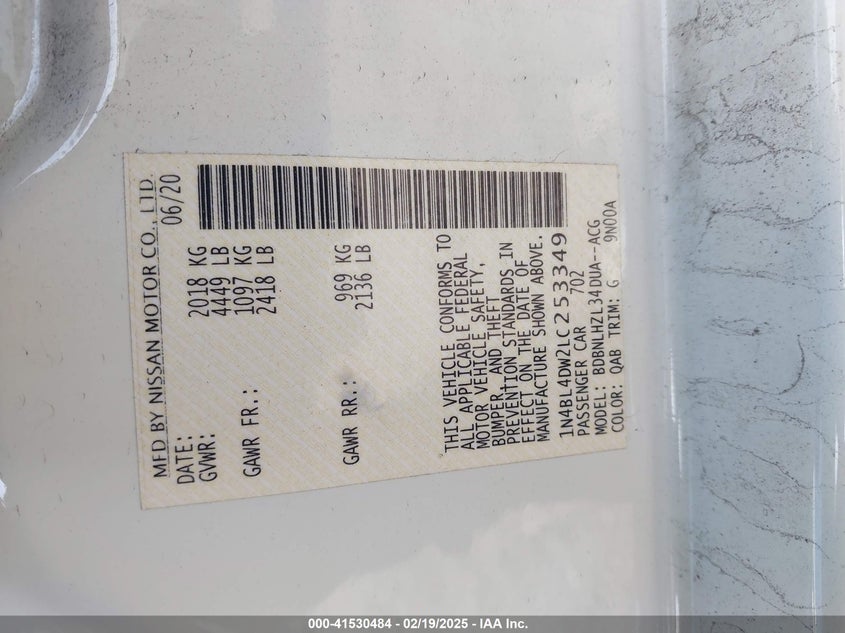 MFD BY NISSAN MOTOR CO., LTD.
DATE: 06/20
GVWR: 2018 KG
4449 LB
GAWR FR.: 1097 KG
2418 LB
GAWR RR.: 969 KG
2136 LB
THIS VEHICLE CONFORMS TO
ALL APPLICABLE FEDERAL
MOTOR VEHICLE SAFETY,
BUMPER, AND THEFT
PREVENTION STANDARDS IN
EFFECT ON THE DATE OF
MANUFACTURE SHOWN ABOVE.
1N4BL4DW2LC253349
PASSENGER CAR 702
MODEL: BDBNLHZL34DUA--ACG
COLOR: QAB TRIM: G 9N00A
000-41530484 - 02/19/2025 - IAA Inc.